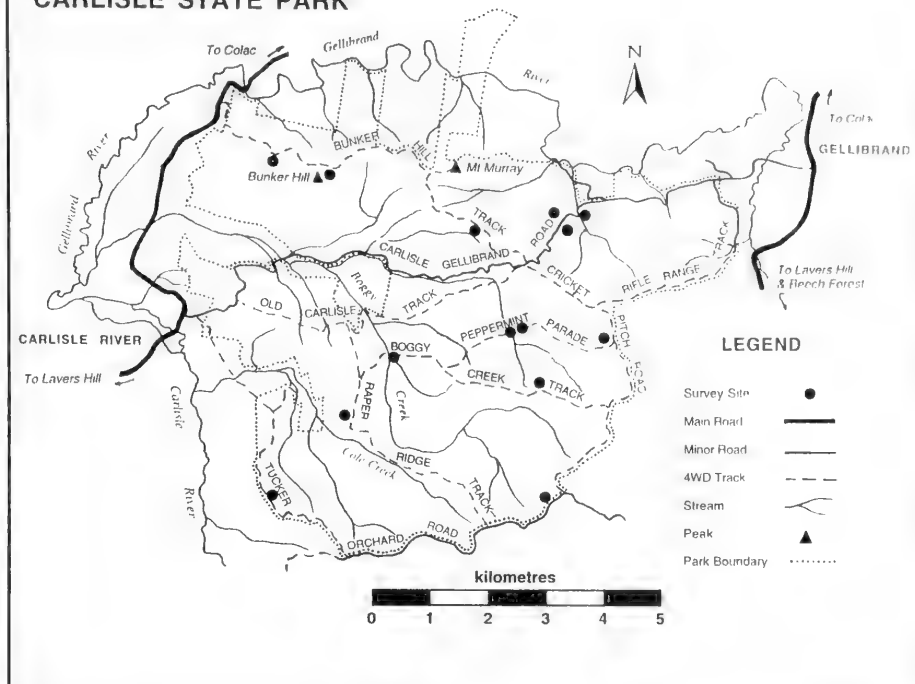 CARLISLE STATE PARK
To Colac
Gellibrand
River
N
To Colac
GELLIBRAND
River
Gellibrand
BUNKER
HILL
TRACK
Bunker Hill
Mt Murray
ROAD
CARLISLE GELLIBRAND
CRICKET
RIFLE RANGE
TRACK
To Lavers Hill
& Beech Forest
OLD
CARLISLE
TRACK
Boggy
Creek
CARLISLE RIVER
To Lavers Hill
PEPPERMINT
PARADE
PITCH
ROAD
BOGGY
CREEK
TRACK
RAPER
RIDGE
TRACK
Cole Creek
Carlisle
River
TUCKER
ORCHARD
ROAD
LEGEND
Survey Site
Main Road
Minor Road
4WD Track
Stream
Peak
Park Boundary
kilometres
0 1 2 3 4 5